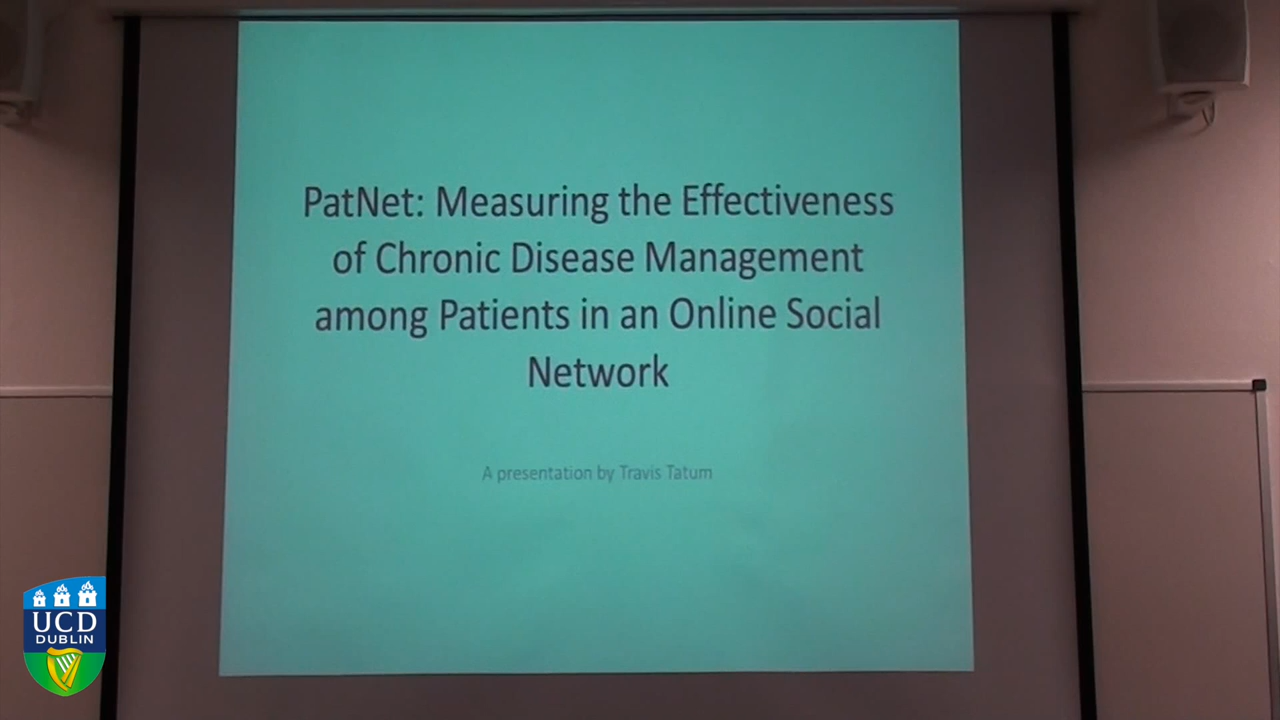 PatNet: Measuring the Effectiveness
of Chronic Disease Management
among Patients in an Online Social
Network
A presentation by Travis Tatum
UCD
DUBLIN